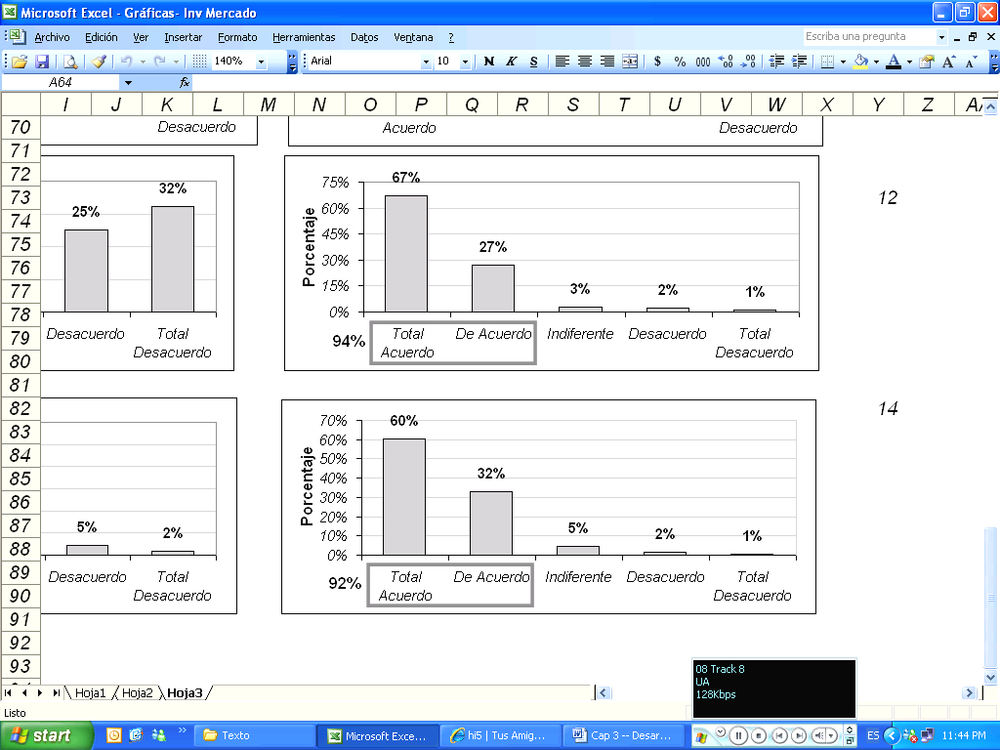 Microsoft Excel - Gráficas- Inv Mercado
Archivo Edición Ver Insertar Formato Herramientas Datos Ventana ? Escriba una pregunta
140% Arial 10 N K S $ % 000
A64 fx
I J K L M N O P Q R S T U V W X Y Z A
70 Desacuerdo Acuerdo Desacuerdo
71
72
73
74
75
76
77
78
79
80
81
82
83
84
85
86
87
88
89
90
91
92
93
25% 32%
Desacuerdo Total Desacuerdo
Porcentaje
75%
60%
45%
30%
15%
0%
67% 27% 3% 2% 1%
94%
Total Acuerdo De Acuerdo Indiferente Desacuerdo Total Desacuerdo
12
5% 2%
Desacuerdo Total Desacuerdo
Porcentaje
70%
60%
50%
40%
30%
20%
10%
0%
60% 32% 5% 2% 1%
92%
Total Acuerdo De Acuerdo Indiferente Desacuerdo Total Desacuerdo
14
Hoja1 Hoja2 Hoja3
Listo
08 Track 8
UA
128Kbps
start Texto Microsoft Exce... hi5 | Tus Amig... Cap 3 -- Desar... ES 11:44 PM